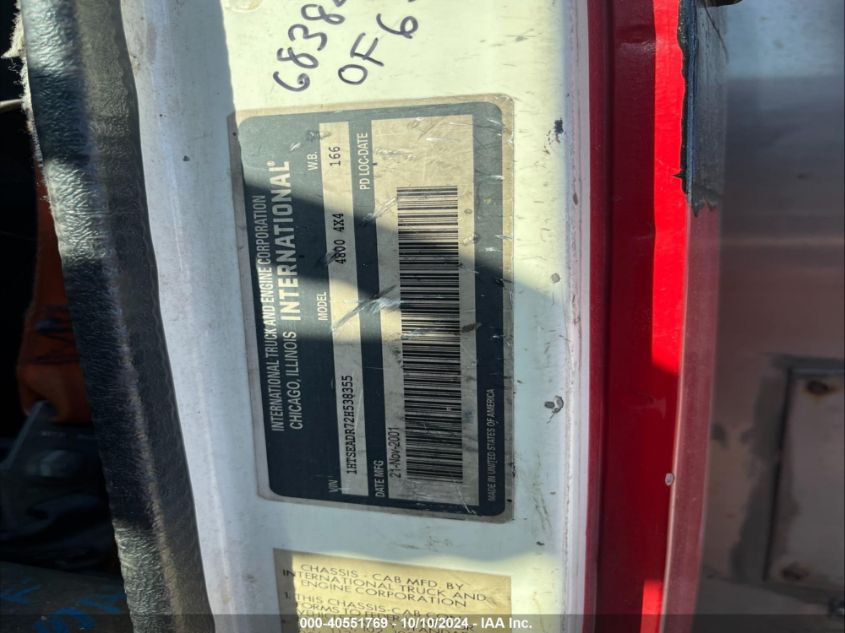 6838
OF 6
INTERNATIONAL TRUCK AND ENGINE CORPORATION
CHICAGO, ILLINOIS INTERNATIONAL®
VIN MODEL W.B.
1HTSEADR72H538355 4800 4X4 166
DATE MFG PD LOC-DATE
21-Nov-2001
MADE IN UNITED STATES OF AMERICA
CHASSIS - CAB MFD. BY
INTERNATIONAL TRUCK AND
ENGINE CORPORATION
1. THIS CHASSIS-CAB
000-40551769 - 10/10/2024 - IAA Inc.